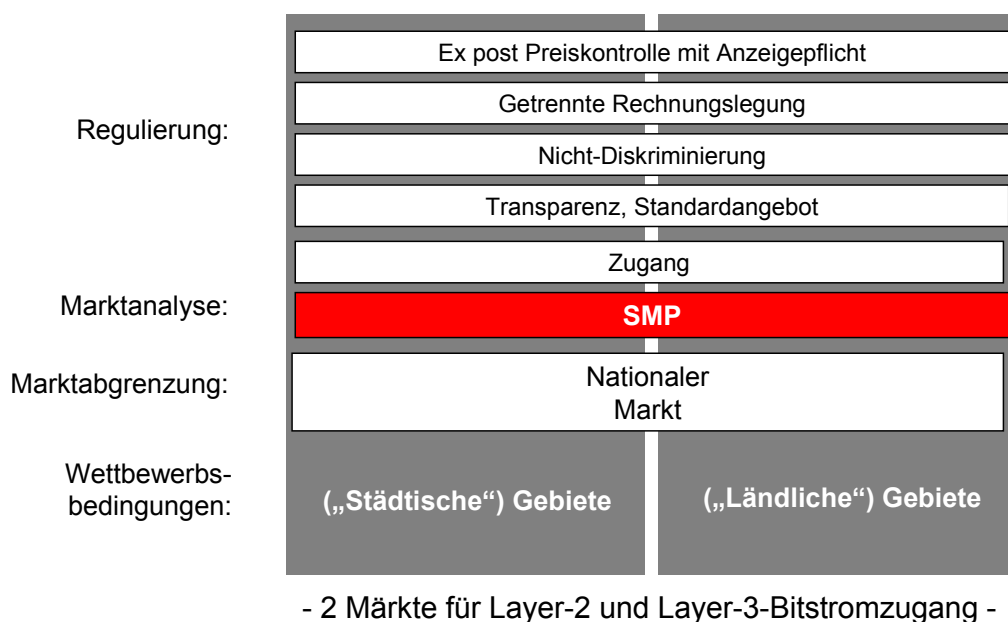 Ex post Preiskontrolle mit Anzeigepflicht
Regulierung:
Getrennte Rechnungslegung
Nicht-Diskriminierung
Transparenz, Standardangebot
Zugang
Marktanalyse:
SMP
Marktabgrenzung:
Nationaler
Markt
Wettbewerbs-
bedingungen:
(„Städtische“) Gebiete
(„Ländliche“) Gebiete
- 2 Märkte für Layer-2 und Layer-3-Bitstromzugang -